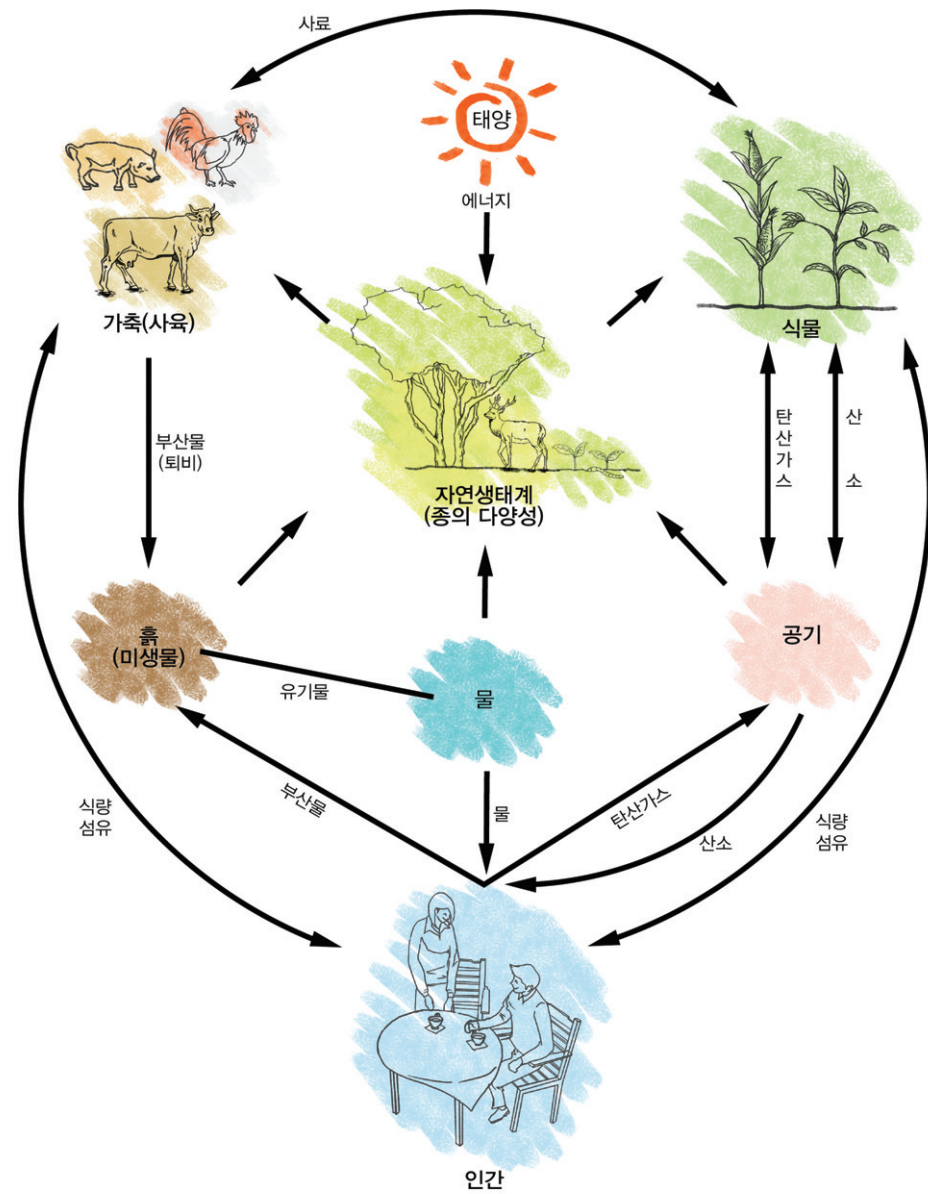 사료
태양
에너지
가축(사육)
식물
부산물
(퇴비)
탄산가스
산소
자연생태계
(종의 다양성)
흙
(미생물)
공기
유기물
물
식량
섬유
부산물
물
탄산가스
산소
식량
섬유
인간